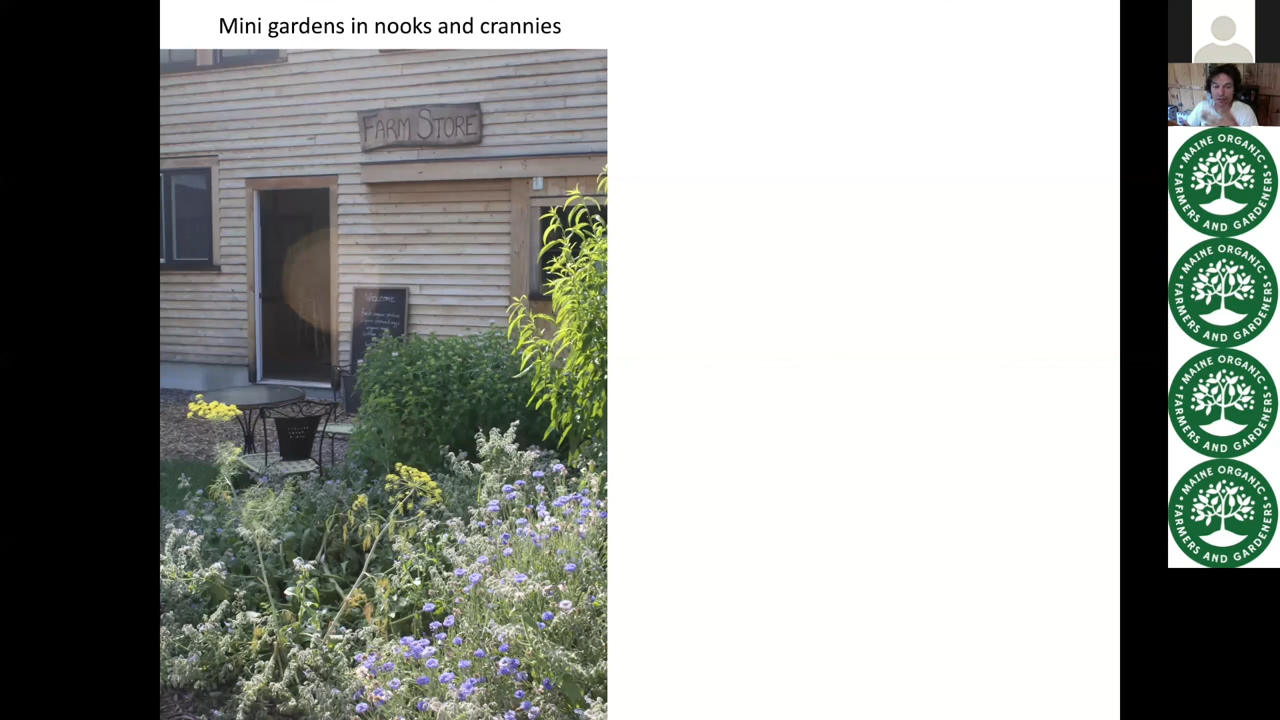 Mini gardens in nooks and crannies
FARM STORE
Welcome
MAINE ORGANIC
FARMERS AND GARDENERS
MAINE ORGANIC
FARMERS AND GARDENERS
MAINE ORGANIC
FARMERS AND GARDENERS
MAINE ORGANIC
FARMERS AND GARDENERS